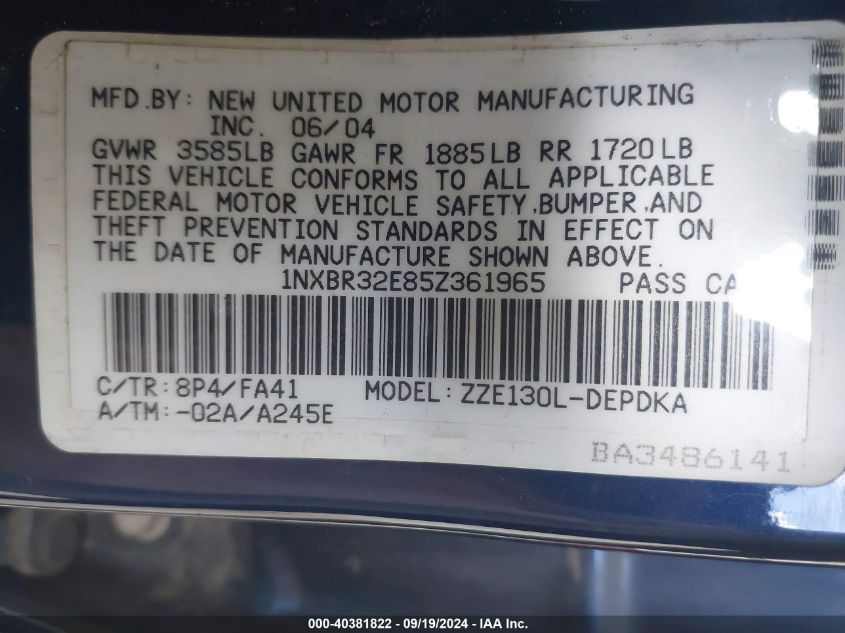 MFD.BY: NEW UNITED MOTOR MANUFACTURING
INC. 06/04
GVWR 3585LB GAWR FR 1885LB RR 1720LB
THIS VEHICLE CONFORMS TO ALL APPLICABLE
FEDERAL MOTOR VEHICLE SAFETY,BUMPER,AND
THEFT PREVENTION STANDARDS IN EFFECT ON
THE DATE OF MANUFACTURE SHOWN ABOVE.
1NXBR32E85Z361965 PASS CA
C/TR:8P4/FA41 MODEL:ZZE130L-DEPDKA
A/TM:-02A/A245E
BA3486141
000-40381822 - 09/19/2024 - IAA Inc.